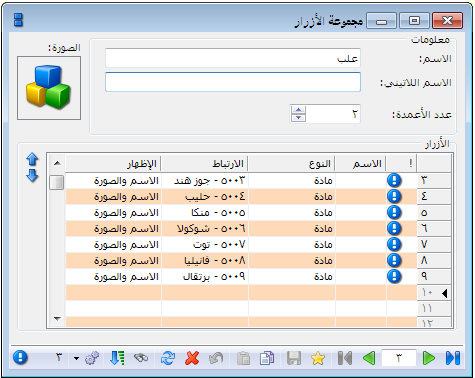 مجموعة الأزرار
معلومات
الاسم: علب
الاسم اللاتيني:
عدد الأعمدة: ٢
الصورة:
الأزرار
! الاسم النوع الارتباط الإظهار
٣ مادة ٥٠٠٣ - جوز هند الاسم والصورة
٤ مادة ٥٠٠٤ - حليب الاسم والصورة
٥ مادة ٥٠٠٥ - منكا الاسم والصورة
٦ مادة ٥٠٠٦ - شوكولا الاسم والصورة
٧ مادة ٥٠٠٧ - توت الاسم والصورة
٨ مادة ٥٠٠٨ - فانيليا الاسم والصورة
٩ مادة ٥٠٠٩ - برتقال الاسم والصورة
١٠
١١
١٢
٣ ٣